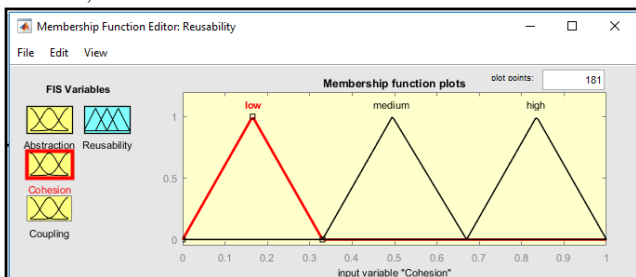 Membership Function Editor: Reusability
File Edit View
FIS Variables
Membership function plots
plot points:
181
low
medium
high
Abstraction Reusability
Cohesion
Coupling
1
0.5
0
0 0.1 0.2 0.3 0.4 0.5 0.6 0.7 0.8 0.9 1
input variable "Cohesion"